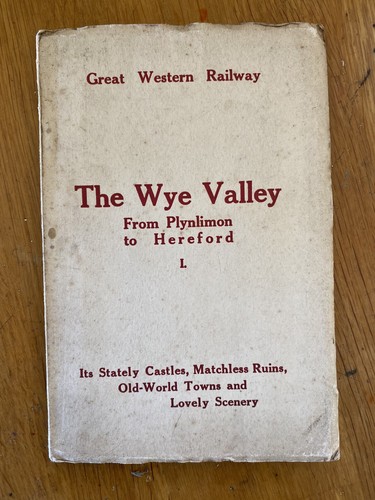 Great Western Railway
The Wye Valley
From Plynlimon
to Hereford
I.
Its Stately Castles, Matchless Ruins,
Old-World Towns and
Lovely Scenery